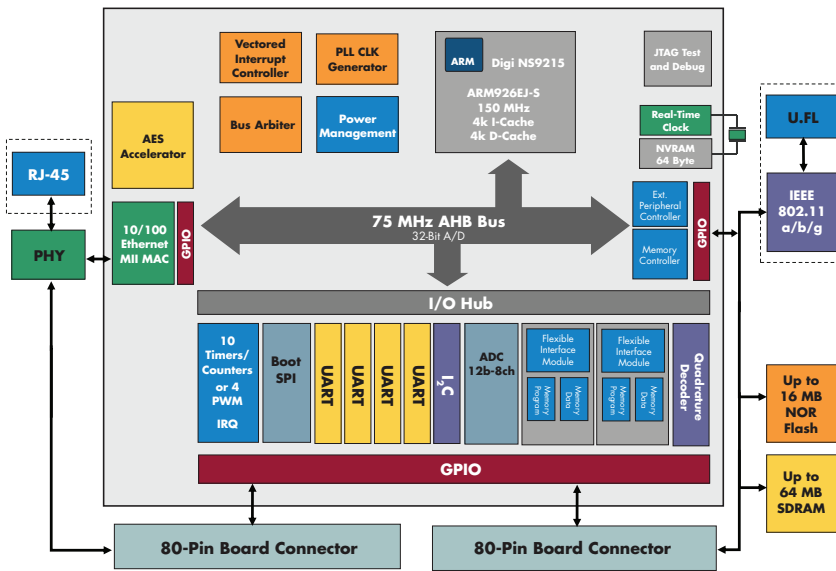 Vectored
Interrupt
Controller
PLL CLK
Generator
ARM
Digi NS9215
ARM926EJ-S
150 MHz
4k I-Cache
4k D-Cache
JTAG Test
and Debug
AES
Accelerator
Bus Arbiter
Power
Management
Real-Time
Clock
NVRAM
64 Byte
U.FL
RJ-45
IEEE
802.11
a/b/g
PHY
10/100
Ethernet
MII MAC
GPIO
75 MHz AHB Bus
32-Bit A/D
Ext.
Peripheral
Controller
Memory
Controller
GPIO
I/O Hub
10
Timers/
Counters
or 4
PWM
IRQ
Boot
SPI
UART
UART
UART
UART
I2C
ADC
12b-8ch
Flexible
Interface
Module
Memory
Program
Memory
Data
Flexible
Interface
Module
Memory
Program
Memory
Data
Quadrature
Decoder
Up to
16 MB
NOR
Flash
GPIO
Up to
64 MB
SDRAM
80-Pin Board Connector
80-Pin Board Connector